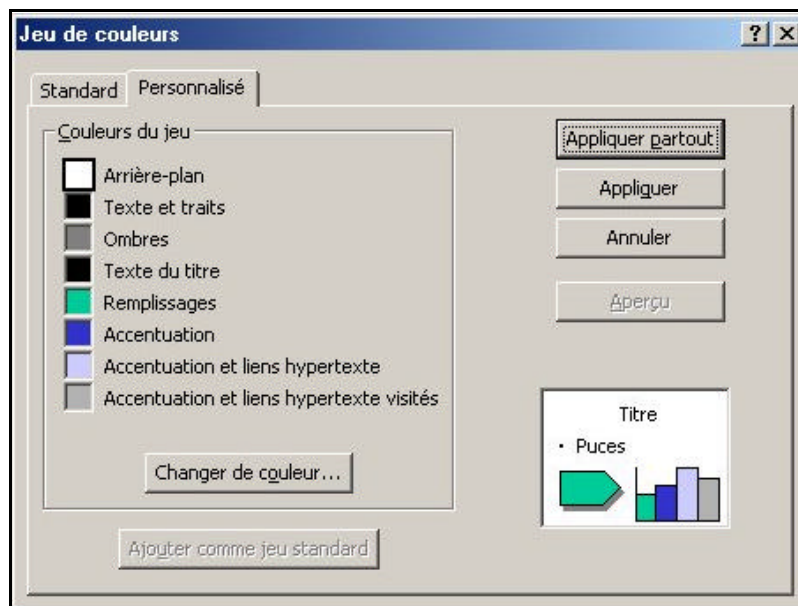 Jeu de couleurs
Standard
Personnalisé
Couleurs du jeu
Arrière-plan
Texte et traits
Ombres
Texte du titre
Remplissages
Accentuation
Accentuation et liens hypertexte
Accentuation et liens hypertexte visités
Changer de couleur...
Ajouter comme jeu standard
Appliquer partout
Appliquer
Annuler
Aperçu
Titre
• Puces